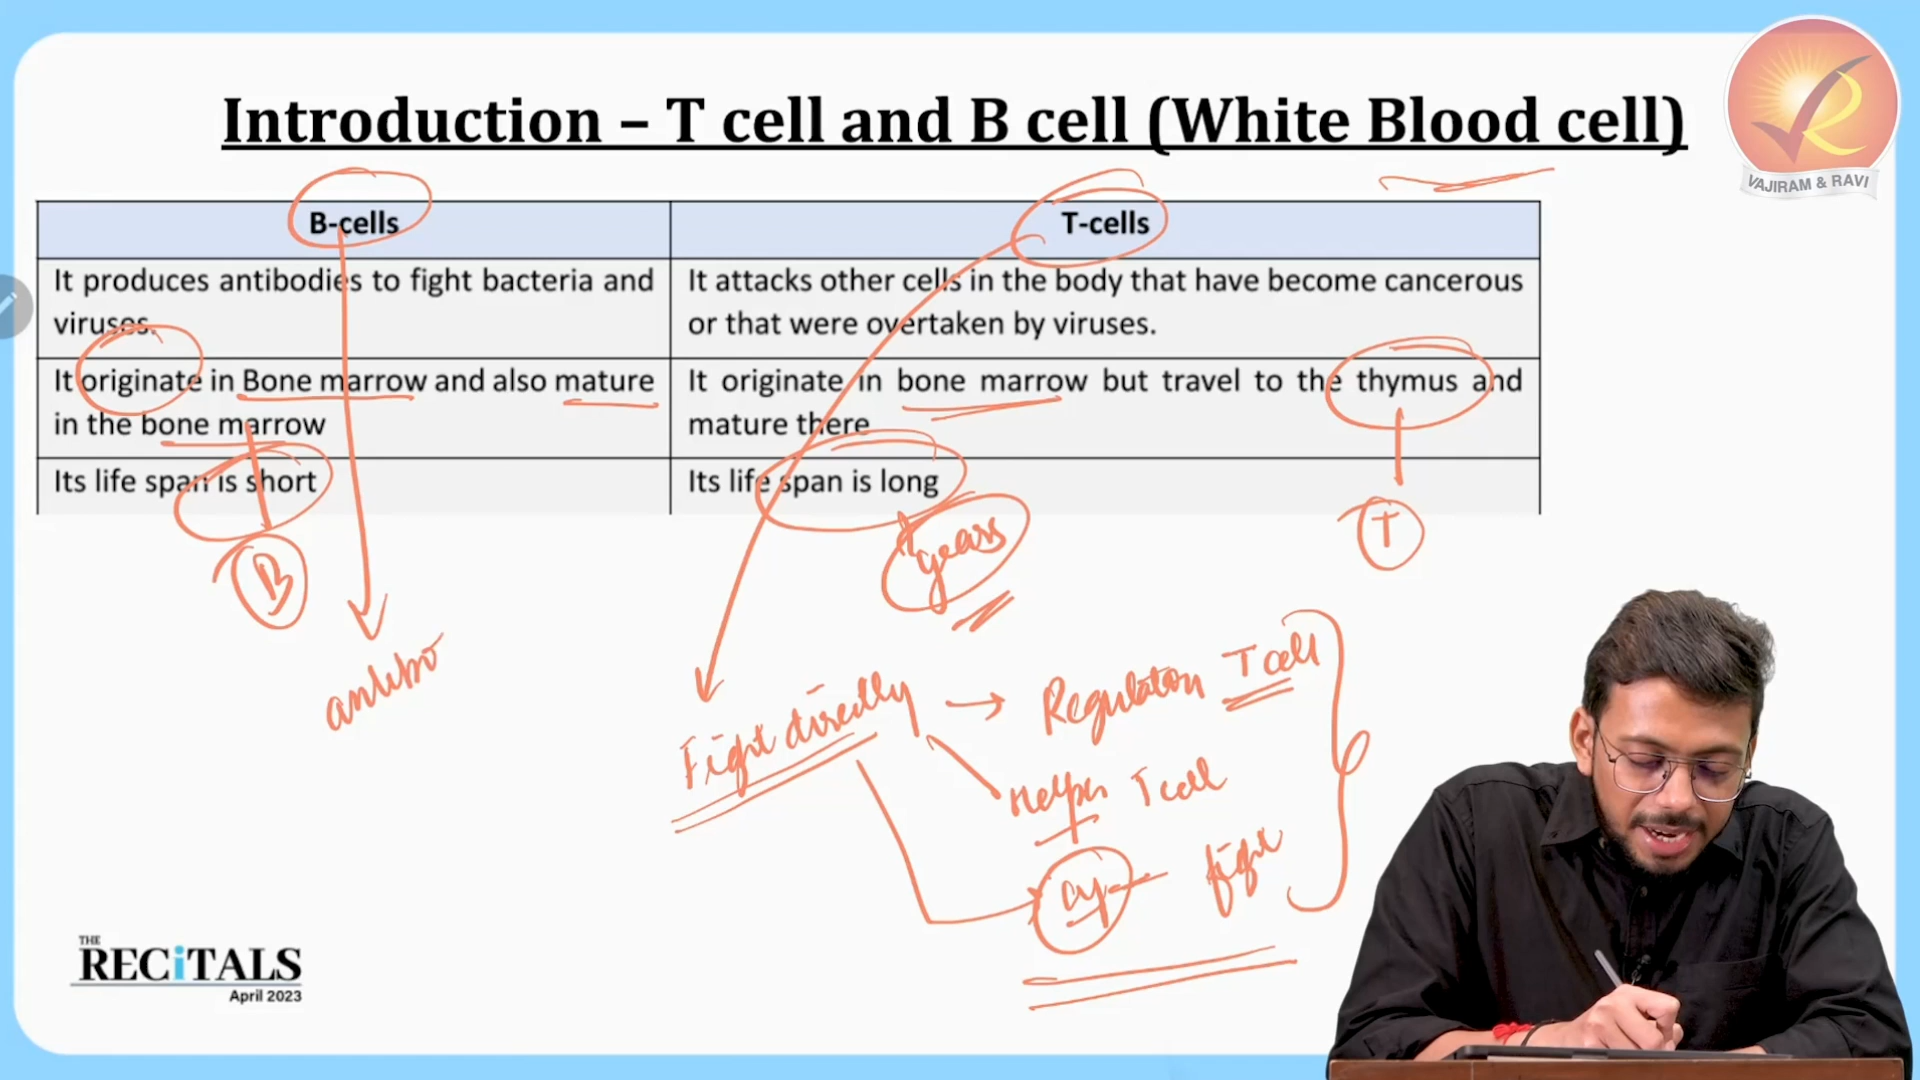 Introduction – T cell and B cell (White Blood cell)
VAJIRAM & RAVI
B-cells
T-cells
It produces antibodies to fight bacteria and
viruses.
It attacks other cells in the body that have become cancerous
or that were overtaken by viruses.
It originate in Bone marrow and also mature
in the bone marrow
It originate in bone marrow but travel to the thymus and
mature there
Its life span is short
Its life span is long
years
T
B
antibo
Fight directly → Regulatory T cell
Helper T cell
cy— fight
THE
RECiTALS
April 2023